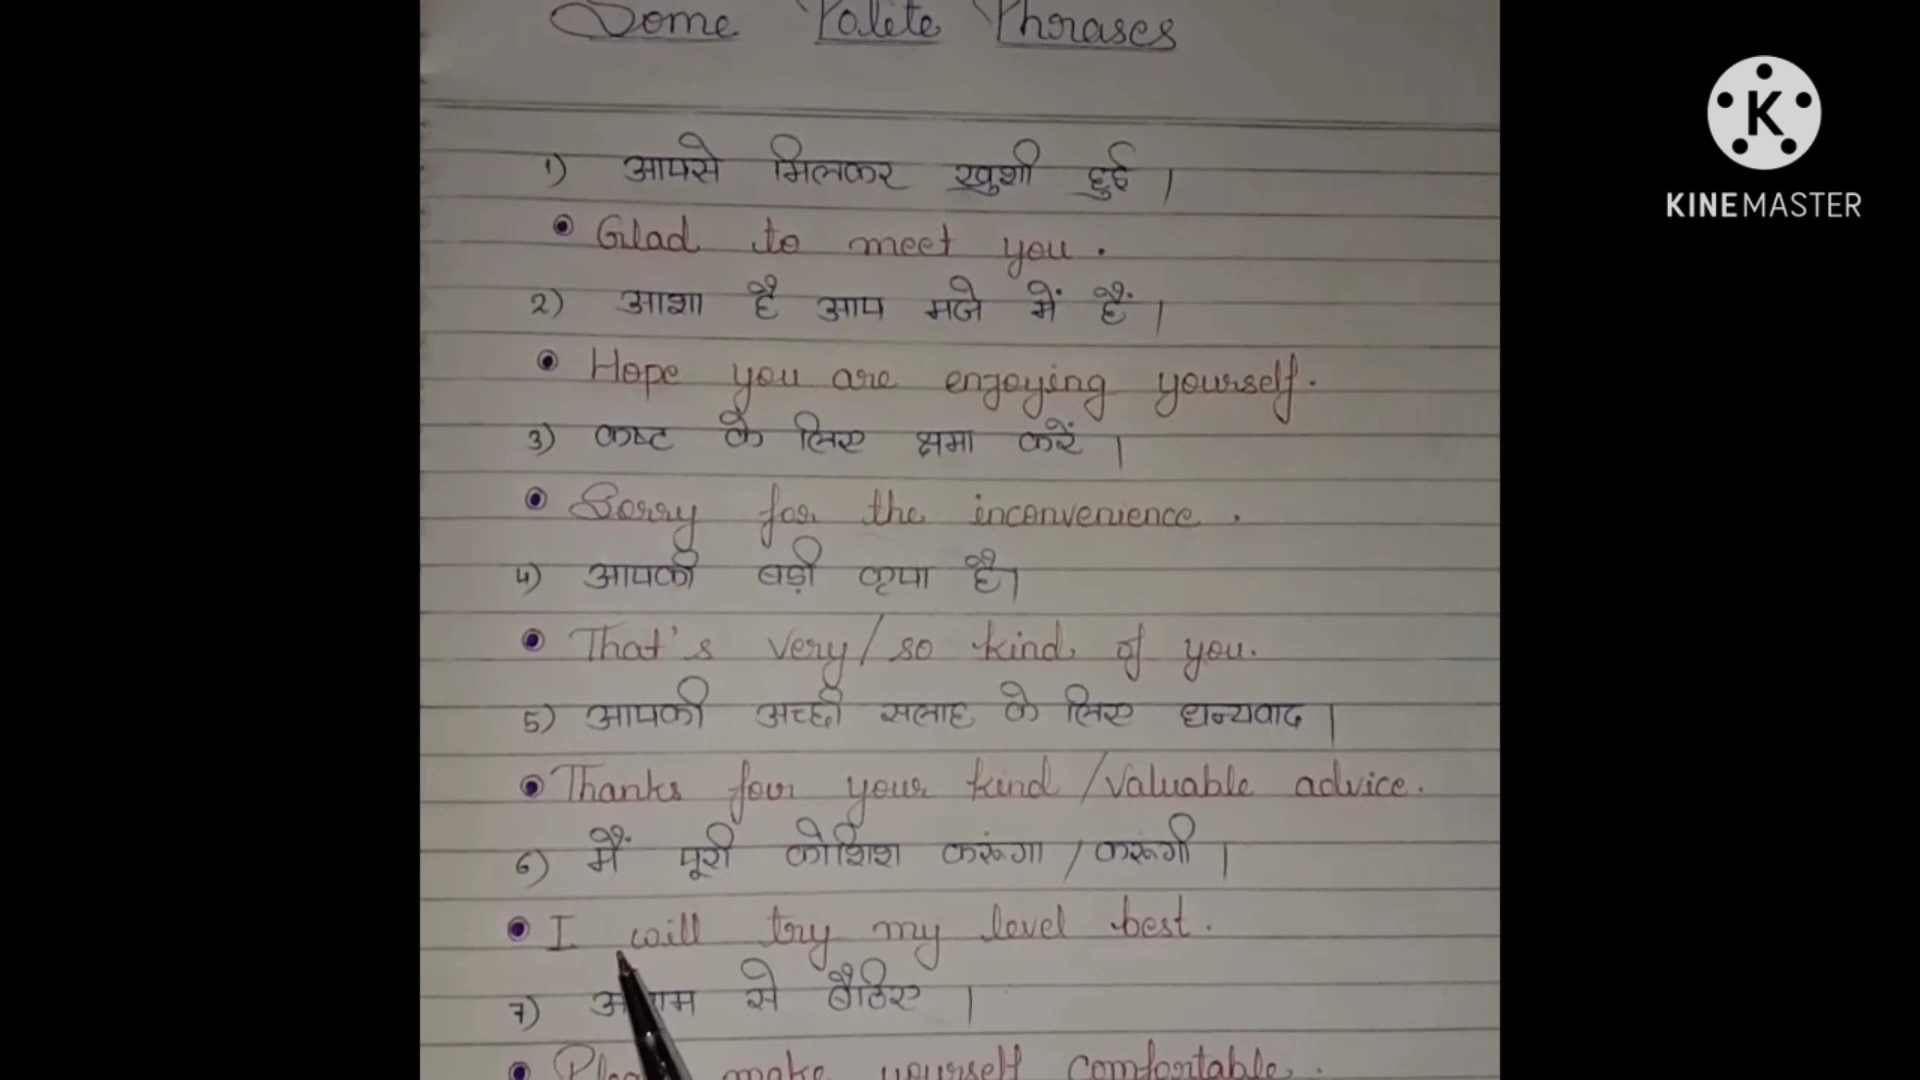 Some Polite Phrases
1) आपसे मिलकर खुशी हुई ।
• Glad to meet you.
2) आशा है आप मजे में हैं ।
• Hope you are enjoying yourself.
3) कष्ट के लिए क्षमा करें ।
• Sorry for the inconvenience.
4) आपकी बड़ी कृपा है।
• That's very/so kind of you.
5) आपकी अच्छी सलाह के लिए धन्यवाद ।
• Thanks for your kind/valuable advice.
6) मैं पूरी कोशिश करूंगा / करूंगी ।
• I will try my level best.
7) आराम से बैठिए ।
• Please make yourself comfortable.
K
KINEMASTER